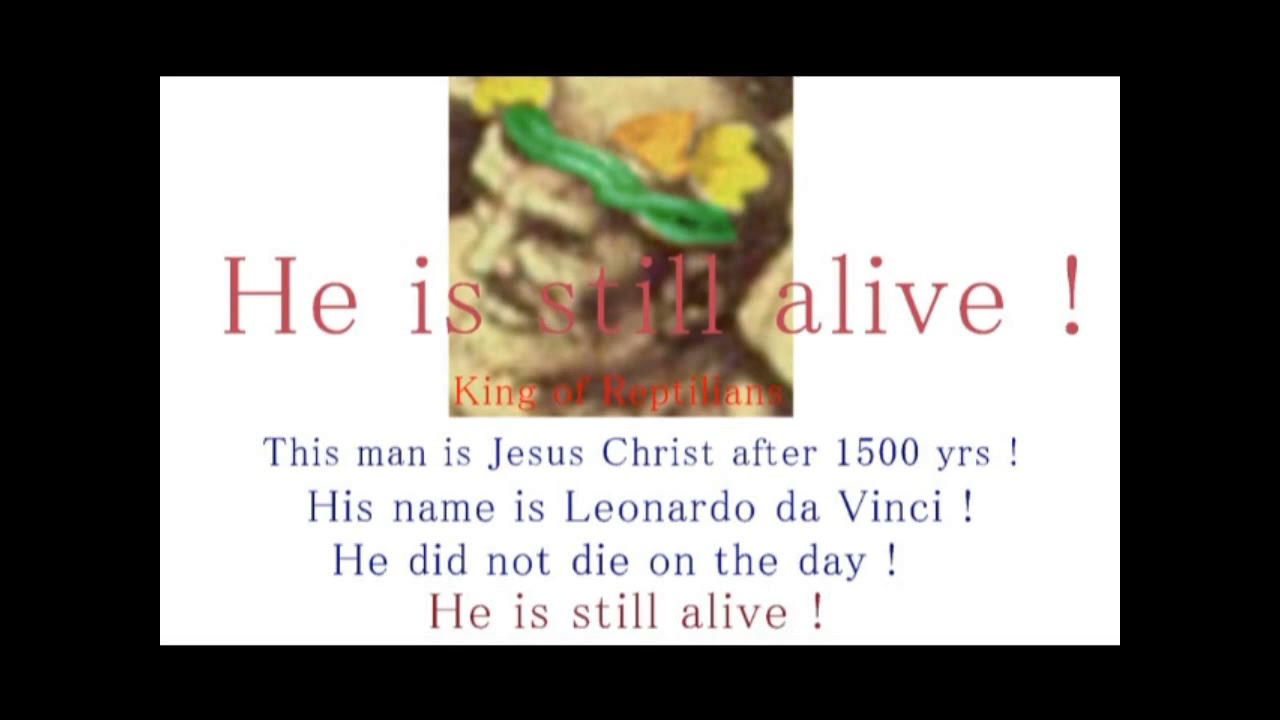 He is still alive !
King of Reptilians
This man is Jesus Christ after 1500 yrs !
His name is Leonardo da Vinci !
He did not die on the day !
He is still alive !